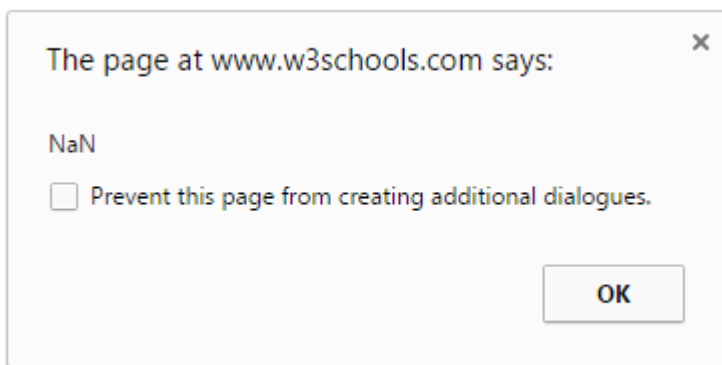 The page at www.w3schools.com says:
NaN
Prevent this page from creating additional dialogues.
OK